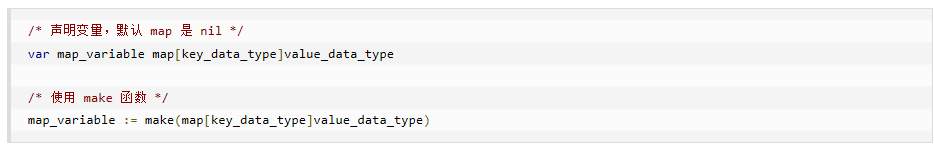 /* 声明变量，默认 map 是 nil */
var map_variable map[key_data_type]value_data_type
/* 使用 make 函数 */
map_variable := make(map[key_data_type]value_data_type)